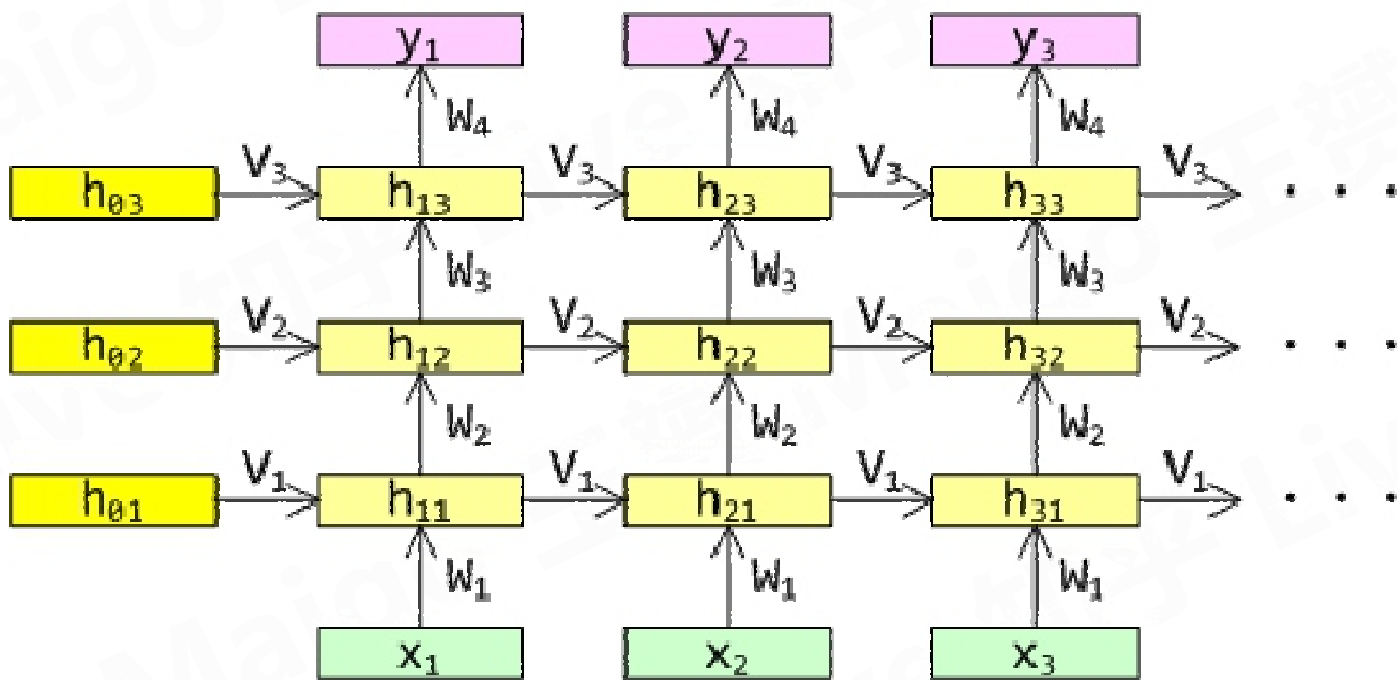 y₁ y₂ y₃
W₄ W₄ W₄
V₃ V₃ V₃ V₃
h₀₃ h₁₃ h₂₃ h₃₃ . . .
W₃ W₃ W₃
V₂ V₂ V₂ V₂
h₀₂ h₁₂ h₂₂ h₃₂ . . .
W₂ W₂ W₂
V₁ V₁ V₁ V₁
h₀₁ h₁₁ h₂₁ h₃₁ . . .
W₁ W₁ W₁
x₁ x₂ x₃